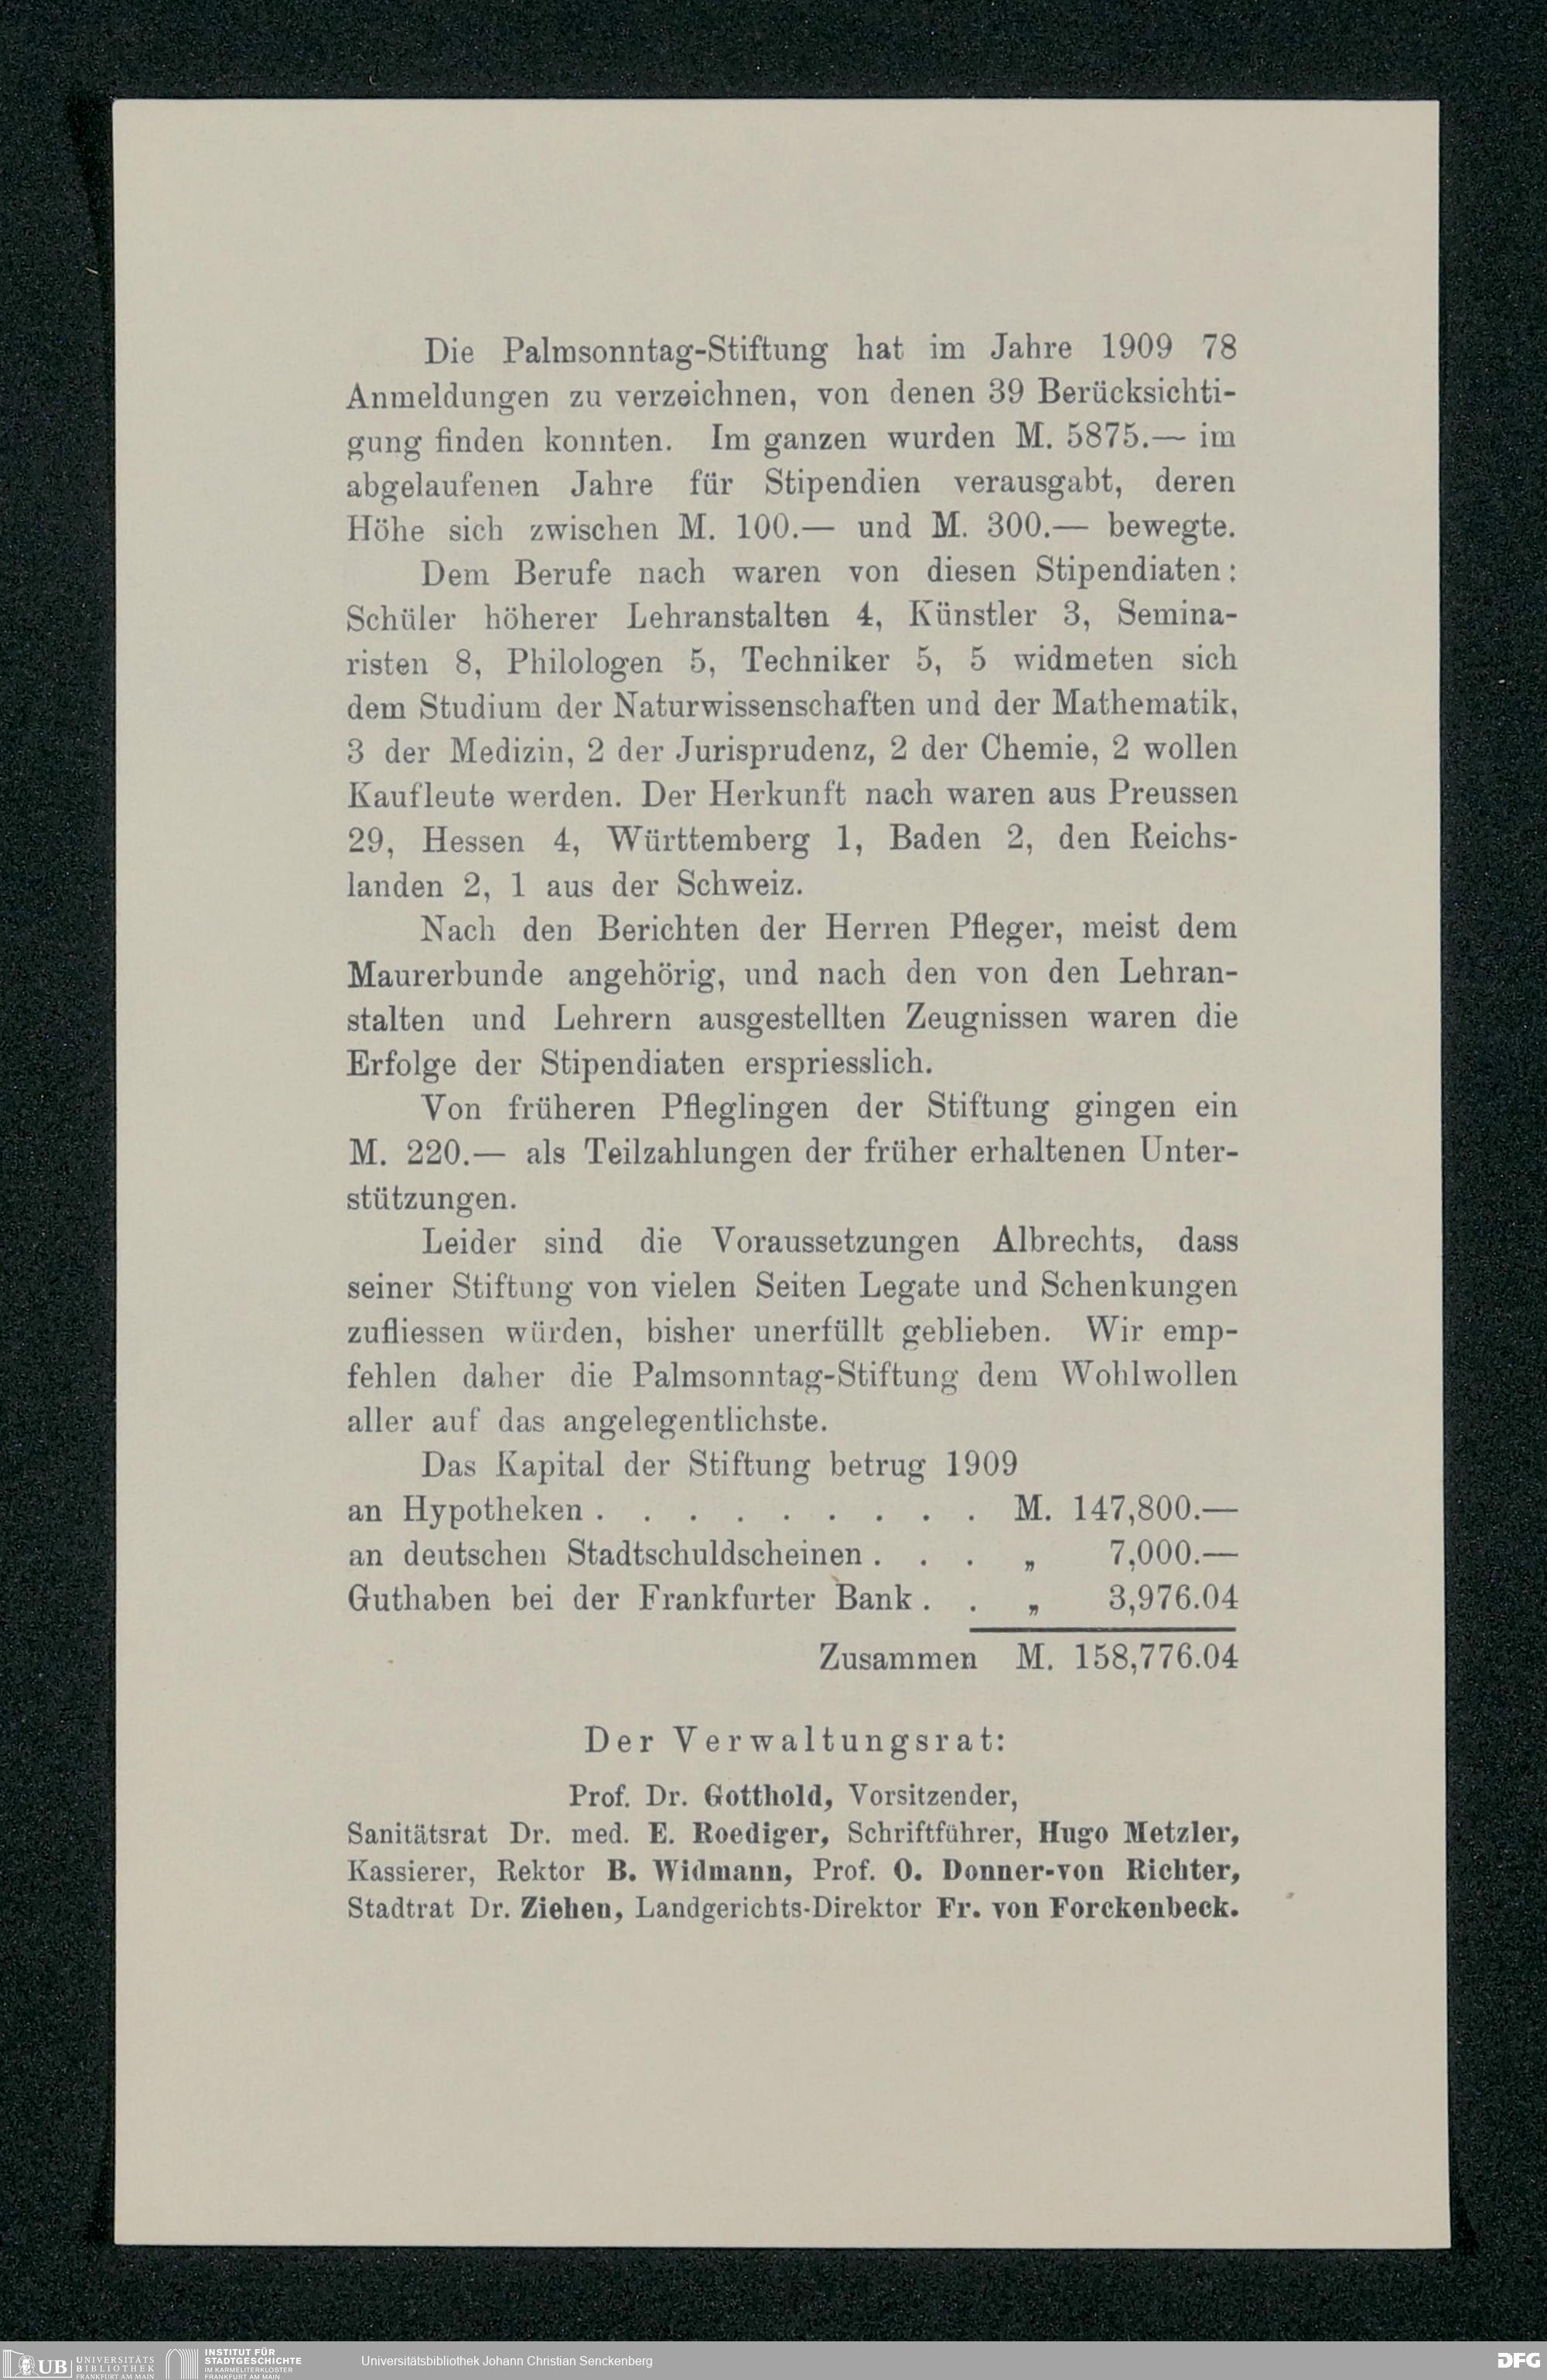 Die Palmsonntag-Stiftung hat im Jahre 1909 78
Anmeldungen zu verzeichnen, von denen 39 Berücksichti-
gung finden konnten. Im ganzen wurden M. 5875.— im
abgelaufenen Jahre für Stipendien verausgabt, deren
Höhe sich zwischen M. 100.— und M. 300.— bewegte.
Dem Berufe nach waren von diesen Stipendiaten:
Schüler höherer Lehranstalten 4, Künstler 3, Semina-
risten 8, Philologen 5, Techniker 5, 5 widmeten sich
dem Studium der Naturwissenschaften und der Mathematik,
3 der Medizin, 2 der Jurisprudenz, 2 der Chemie, 2 wollen
Kaufleute werden. Der Herkunft nach waren aus Preussen
29, Hessen 4, Württemberg 1, Baden 2, den Reichs-
landen 2, 1 aus der Schweiz.
Nach den Berichten der Herren Pfleger, meist dem
Maurerbunde angehörig, und nach den von den Lehran-
stalten und Lehrern ausgestellten Zeugnissen waren die
Erfolge der Stipendiaten erspriesslich.
Von früheren Pfleglingen der Stiftung gingen ein
M. 220.— als Teilzahlungen der früher erhaltenen Unter-
stützungen.
Leider sind die Voraussetzungen Albrechts, dass
seiner Stiftung von vielen Seiten Legate und Schenkungen
zufliessen würden, bisher unerfüllt geblieben. Wir emp-
fehlen daher die Palmsonntag-Stiftung dem Wohlwollen
aller auf das angelegentlichste.
Das Kapital der Stiftung betrug 1909
an Hypotheken . . . . . . . . . M. 147,800.—
an deutschen Stadtschuldscheinen . . . „ 7,000.—
Guthaben bei der Frankfurter Bank . . „ 3,976.04
Zusammen M. 158,776.04
Der Verwaltungsrat:
Prof. Dr. Gotthold, Vorsitzender,
Sanitätsrat Dr. med. E. Roediger, Schriftführer, Hugo Metzler,
Kassierer, Rektor B. Widmann, Prof. O. Donner-von Richter,
Stadtrat Dr. Ziehen, Landgerichts-Direktor Fr. von Forckenbeck.
UB UNIVERSITÄTS
BIBLIOTHEK
FRANKFURT AM MAIN
INSTITUT FÜR
STADTGESCHICHTE
IM KARMELITERKLOSTER
FRANKFURT AM MAIN
Universitätsbibliothek Johann Christian Senckenberg
DFG